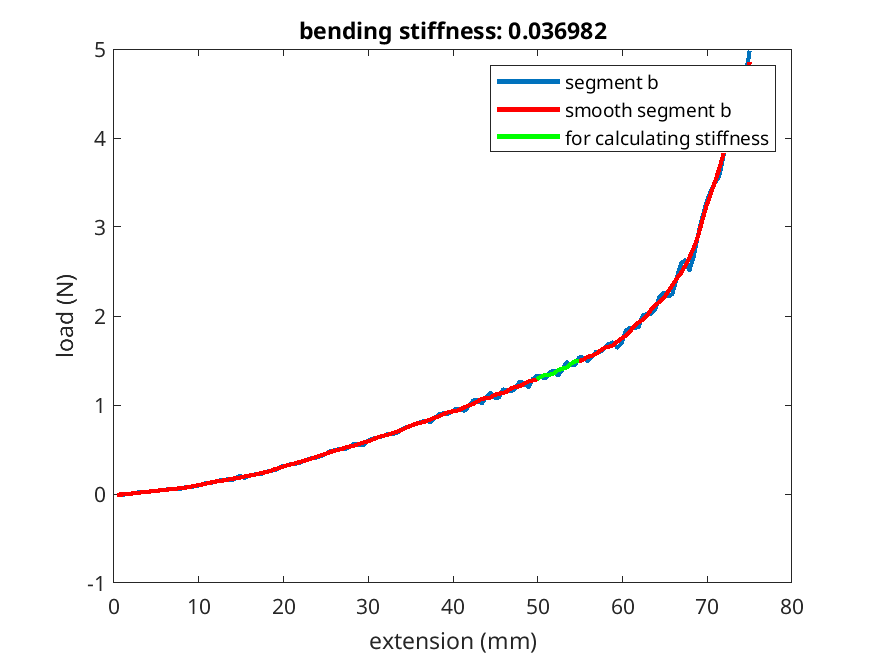 bending stiffness: 0.036982
segment b
smooth segment b
for calculating stiffness
load (N)
5
4
3
2
1
0
-1
0 10 20 30 40 50 60 70 80
extension (mm)